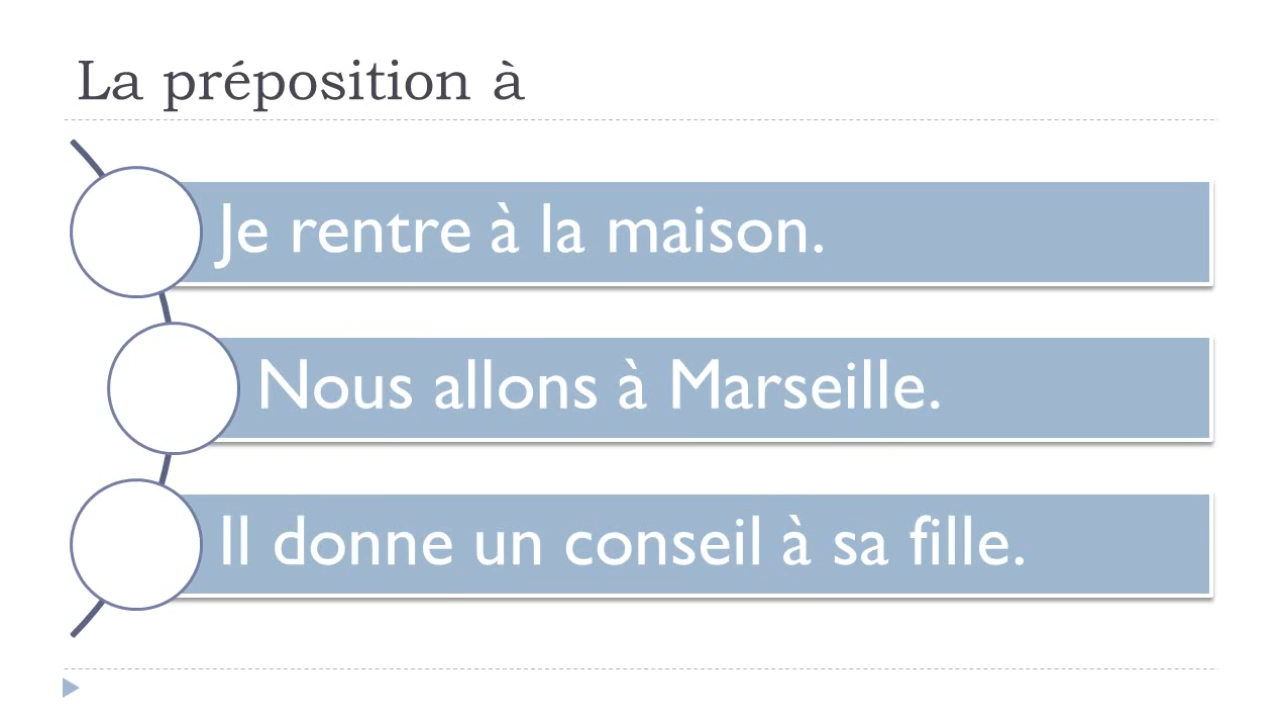 La préposition à
Je rentre à la maison.
Nous allons à Marseille.
Il donne un conseil à sa fille.